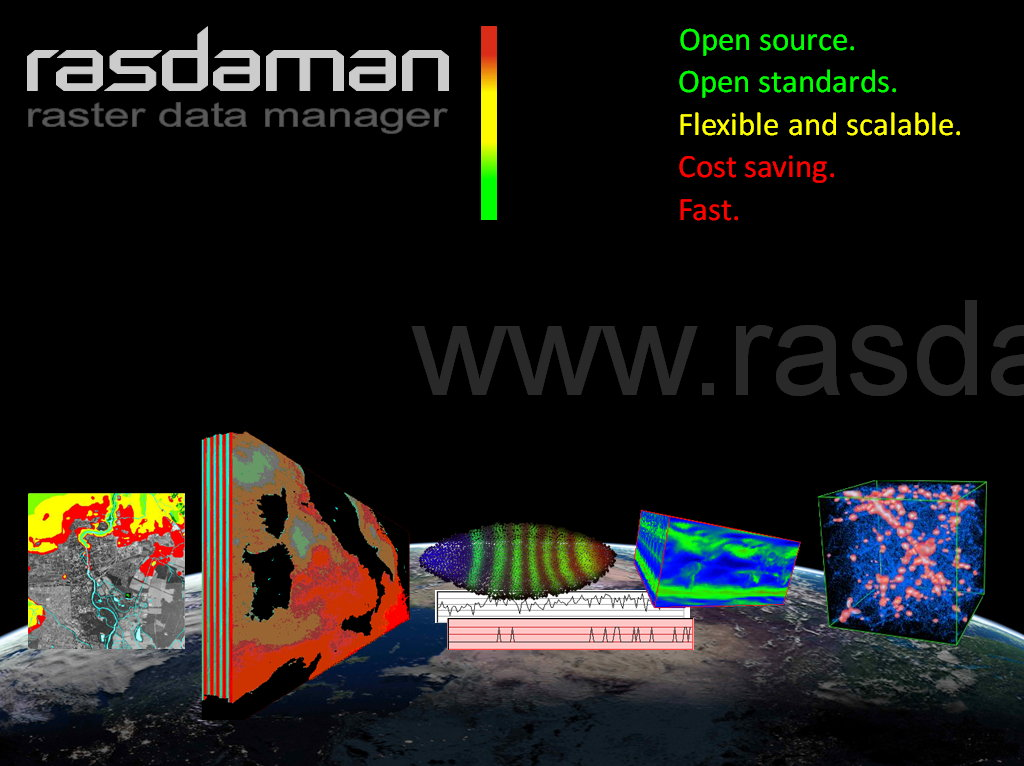 rasdaman
raster data manager
Open source.
Open standards.
Flexible and scalable.
Cost saving.
Fast.
www.rasda